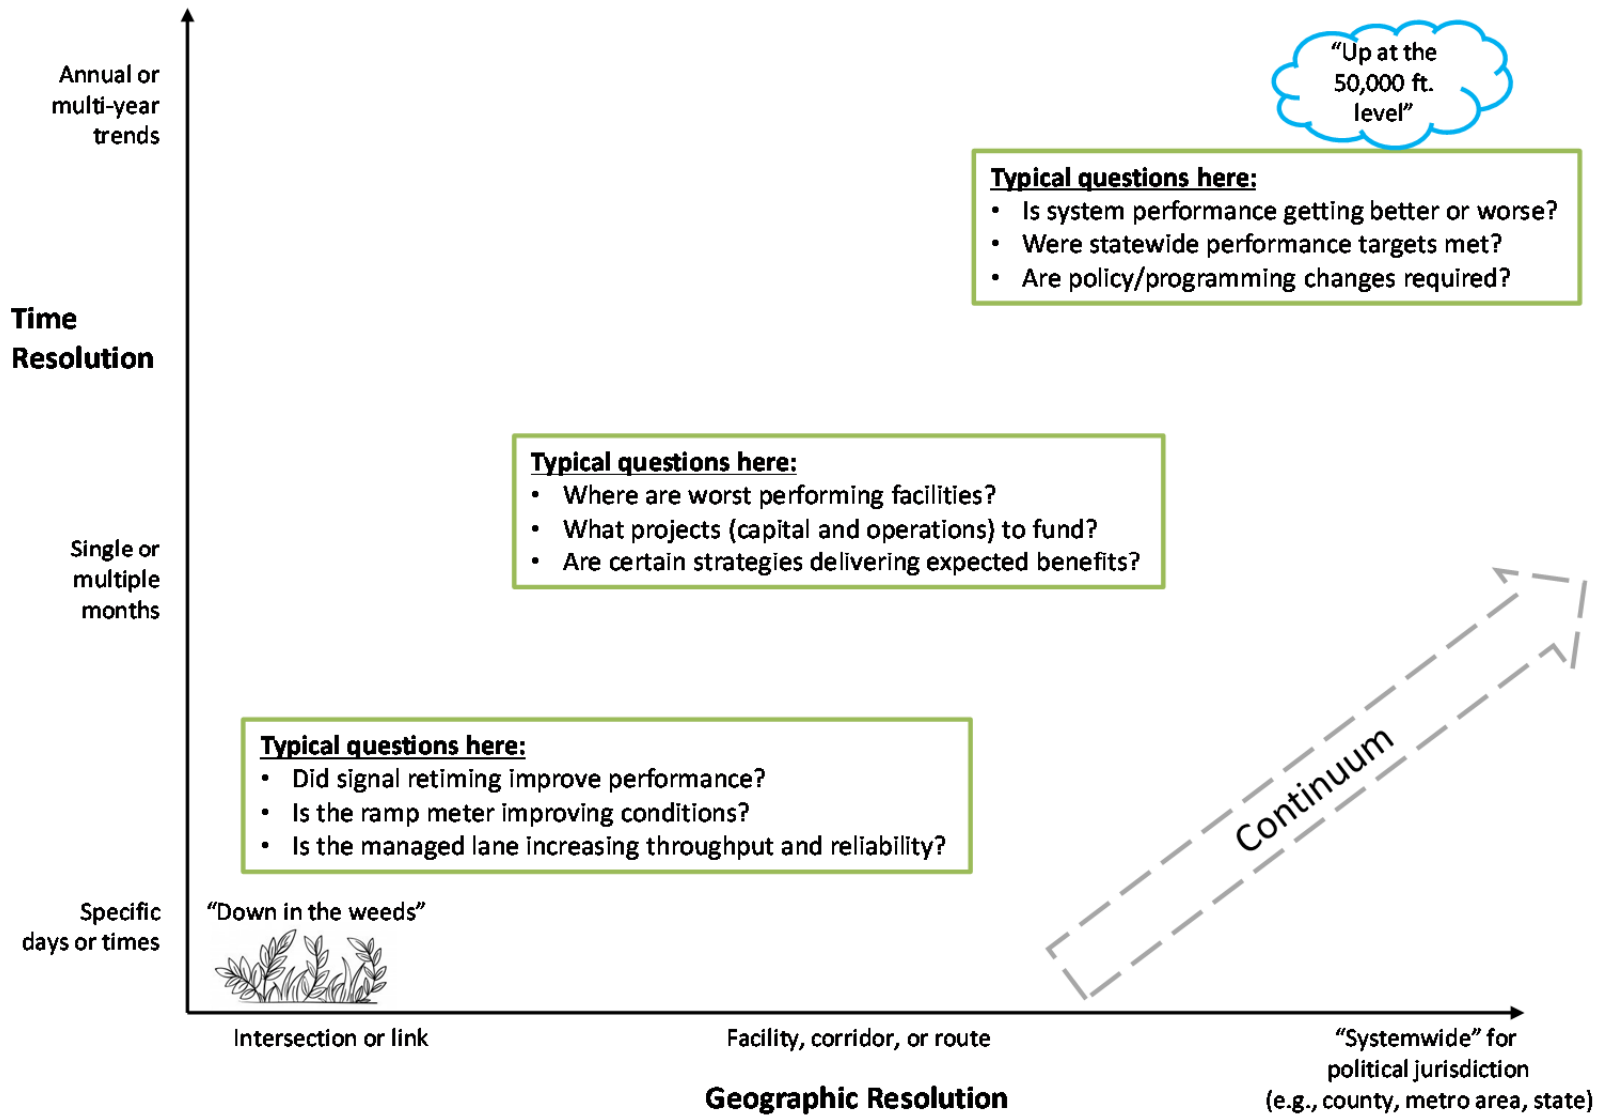 Annual or
multi-year
trends
“Up at the
50,000 ft.
level”
Typical questions here:
• Is system performance getting better or worse?
• Were statewide performance targets met?
• Are policy/programming changes required?
Time
Resolution
Typical questions here:
• Where are worst performing facilities?
• What projects (capital and operations) to fund?
• Are certain strategies delivering expected benefits?
Single or
multiple
months
Typical questions here:
• Did signal retiming improve performance?
• Is the ramp meter improving conditions?
• Is the managed lane increasing throughput and reliability?
Continuum
Specific
days or times
“Down in the weeds”
Intersection or link
Facility, corridor, or route
“Systemwide” for
political jurisdiction
(e.g., county, metro area, state)
Geographic Resolution